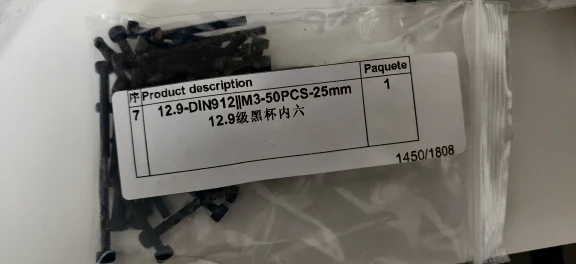 序 Product description Paquete
7 12.9-DIN912||M3-50PCS-25mm 1
12.9级黑杯内六
1450/1808